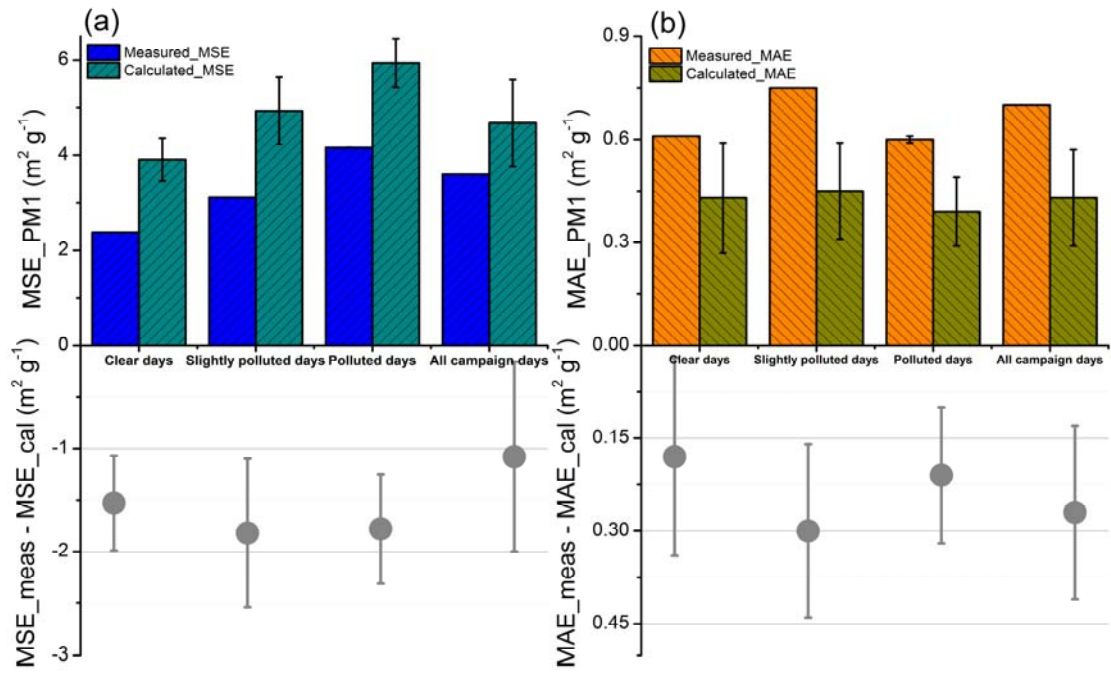 (a)
Measured_MSE
Calculated_MSE
MSE_PM1 (m² g⁻¹)
6
4
2
0
Clear days
Slightly polluted days
Polluted days
All campaign days
MSE_meas - MSE_cal (m² g⁻¹)
-1
-2
-3
(b)
Measured_MAE
Calculated_MAE
MAE_PM1 (m² g⁻¹)
0.9
0.6
0.3
0.00
Clear days
Slightly polluted days
Polluted days
All campaign days
MAE_meas - MAE_cal (m² g⁻¹)
0.15
0.30
0.45